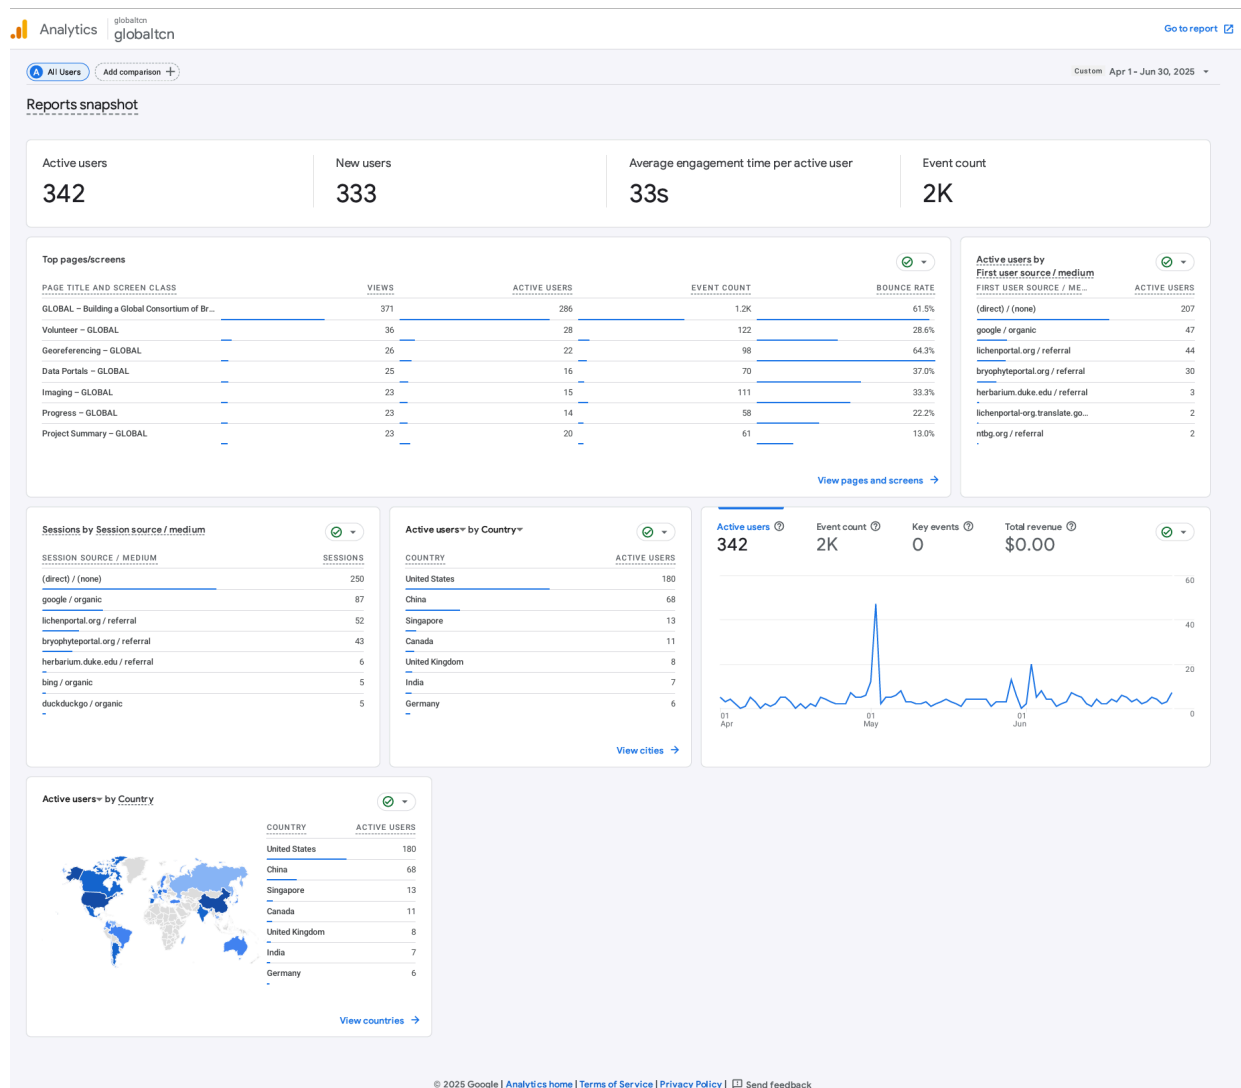 Analytics
globaltcn
globaltcn
Go to report
A All Users
Add comparison
Custom Apr 1 - Jun 30, 2025
Reports snapshot
Active users
342
New users
333
Average engagement time per active user
33s
Event count
2K
Top pages/screens
PAGE TITLE AND SCREEN CLASS VIEWS ACTIVE USERS EVENT COUNT BOUNCE RATE
GLOBAL – Building a Global Consortium of Br... 371 286 1.2K 61.5%
Volunteer – GLOBAL 36 28 122 28.6%
Georeferencing – GLOBAL 26 22 98 64.3%
Data Portals – GLOBAL 25 16 70 37.0%
Imaging – GLOBAL 23 15 111 33.3%
Progress – GLOBAL 23 14 58 22.2%
Project Summary – GLOBAL 23 20 61 13.0%
View pages and screens
Active users by
First user source / medium
FIRST USER SOURCE / ME... ACTIVE USERS
(direct) / (none) 207
google / organic 47
lichenportal.org / referral 44
bryophyteportal.org / referral 30
herbarium.duke.edu / referral 3
lichenportal-org.translate.go... 2
ntbg.org / referral 2
Sessions by Session source / medium
SESSION SOURCE / MEDIUM SESSIONS
(direct) / (none) 250
google / organic 87
lichenportal.org / referral 52
bryophyteportal.org / referral 43
herbarium.duke.edu / referral 6
bing / organic 5
duckduckgo / organic 5
Active users by Country
COUNTRY ACTIVE USERS
United States 180
China 68
Singapore 13
Canada 11
United Kingdom 8
India 7
Germany 6
View cities
Active users Event count Key events Total revenue
342 2K 0 $0.00
60
40
20
0
01 01 01
Apr May Jun
Active users by Country
COUNTRY ACTIVE USERS
United States 180
China 68
Singapore 13
Canada 11
United Kingdom 8
India 7
Germany 6
View countries
© 2025 Google | Analytics home | Terms of Service | Privacy Policy | Send feedback